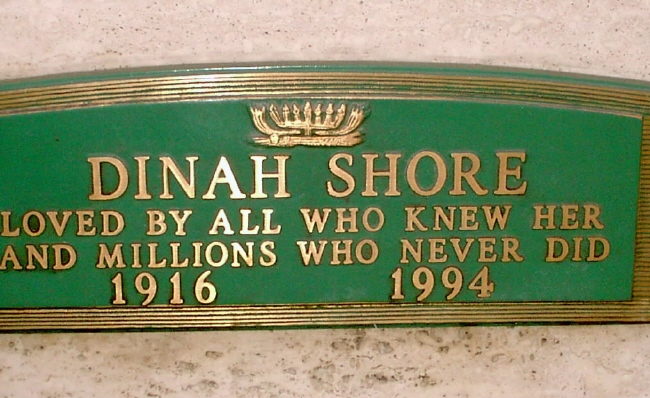 DINAH SHORE
LOVED BY ALL WHO KNEW HER
AND MILLIONS WHO NEVER DID
1916 1994